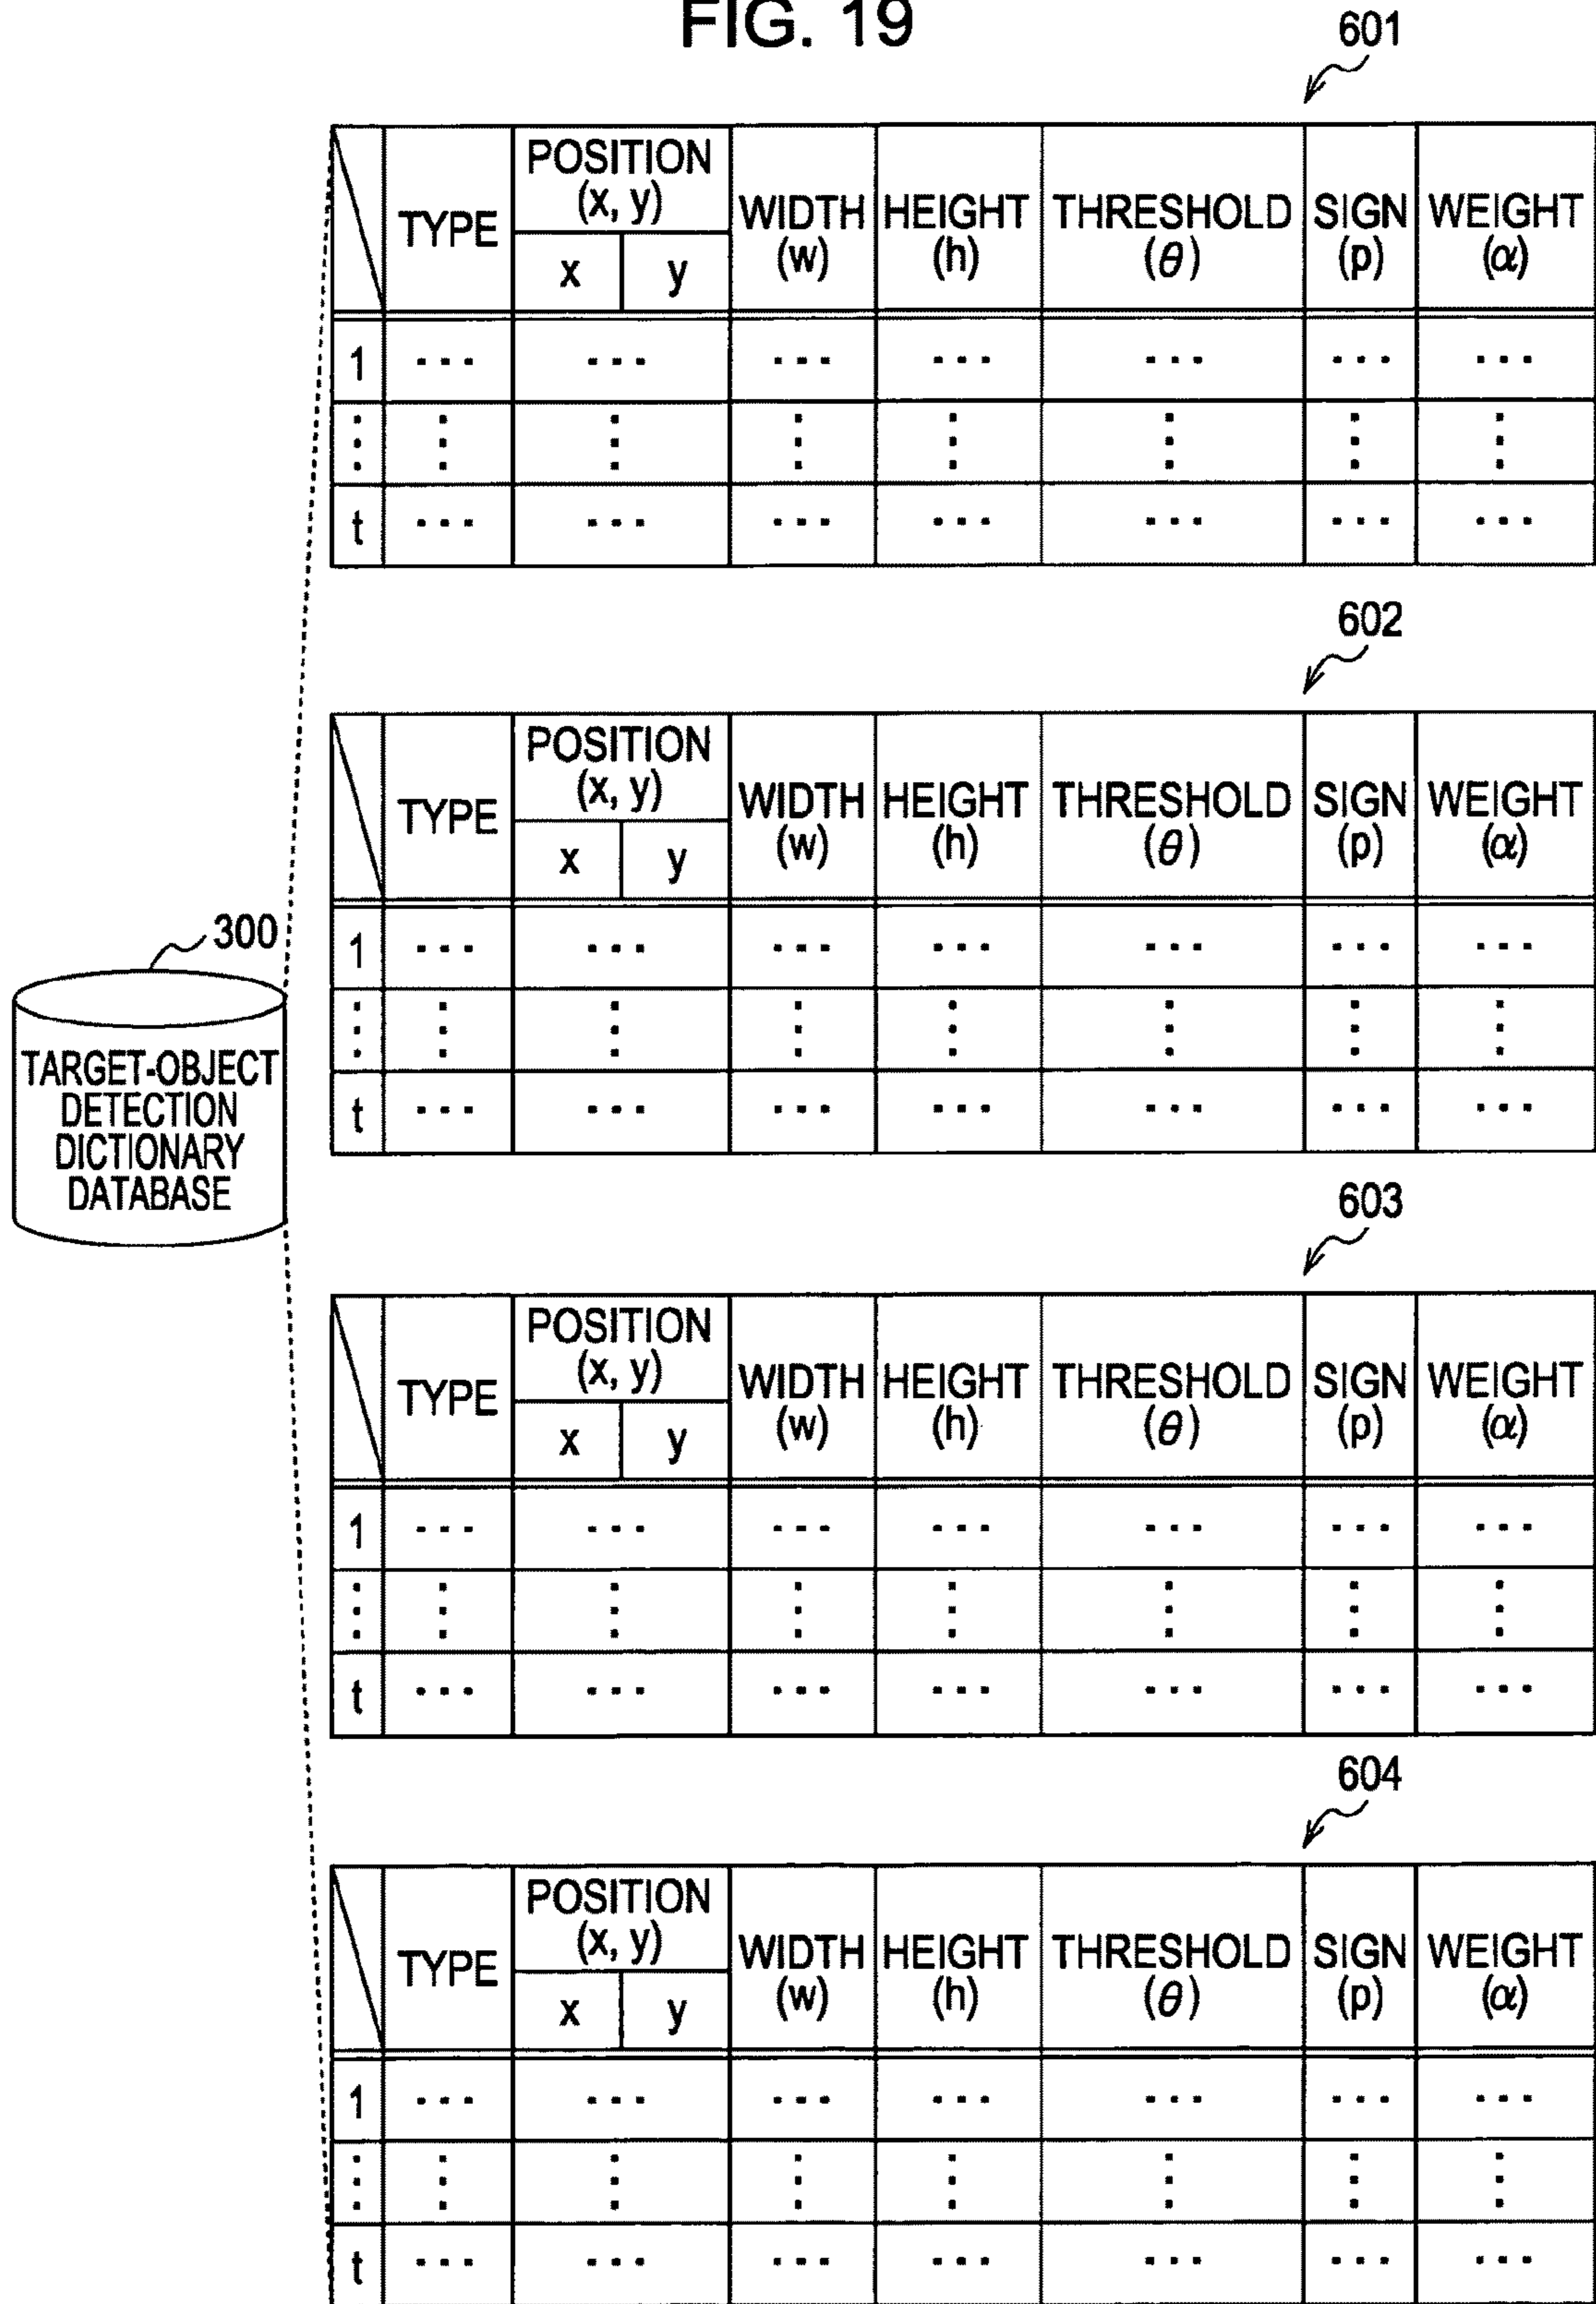 FIG. 19
601
TYPE POSITION (x, y) WIDTH (w) HEIGHT (h) THRESHOLD (θ) SIGN (p) WEIGHT (α)
x y
1 ... ... ... ... ... ... ...
⋮ ⋮ ⋮ ⋮ ⋮ ⋮ ⋮ ⋮
t ... ... ... ... ... ... ...
602
TYPE POSITION (x, y) WIDTH (w) HEIGHT (h) THRESHOLD (θ) SIGN (p) WEIGHT (α)
x y
1 ... ... ... ... ... ... ...
⋮ ⋮ ⋮ ⋮ ⋮ ⋮ ⋮ ⋮
t ... ... ... ... ... ... ...
300
TARGET-OBJECT
DETECTION
DICTIONARY
DATABASE
603
TYPE POSITION (x, y) WIDTH (w) HEIGHT (h) THRESHOLD (θ) SIGN (p) WEIGHT (α)
x y
1 ... ... ... ... ... ... ...
⋮ ⋮ ⋮ ⋮ ⋮ ⋮ ⋮ ⋮
t ... ... ... ... ... ... ...
604
TYPE POSITION (x, y) WIDTH (w) HEIGHT (h) THRESHOLD (θ) SIGN (p) WEIGHT (α)
x y
1 ... ... ... ... ... ... ...
⋮ ⋮ ⋮ ⋮ ⋮ ⋮ ⋮ ⋮
t ... ... ... ... ... ... ...